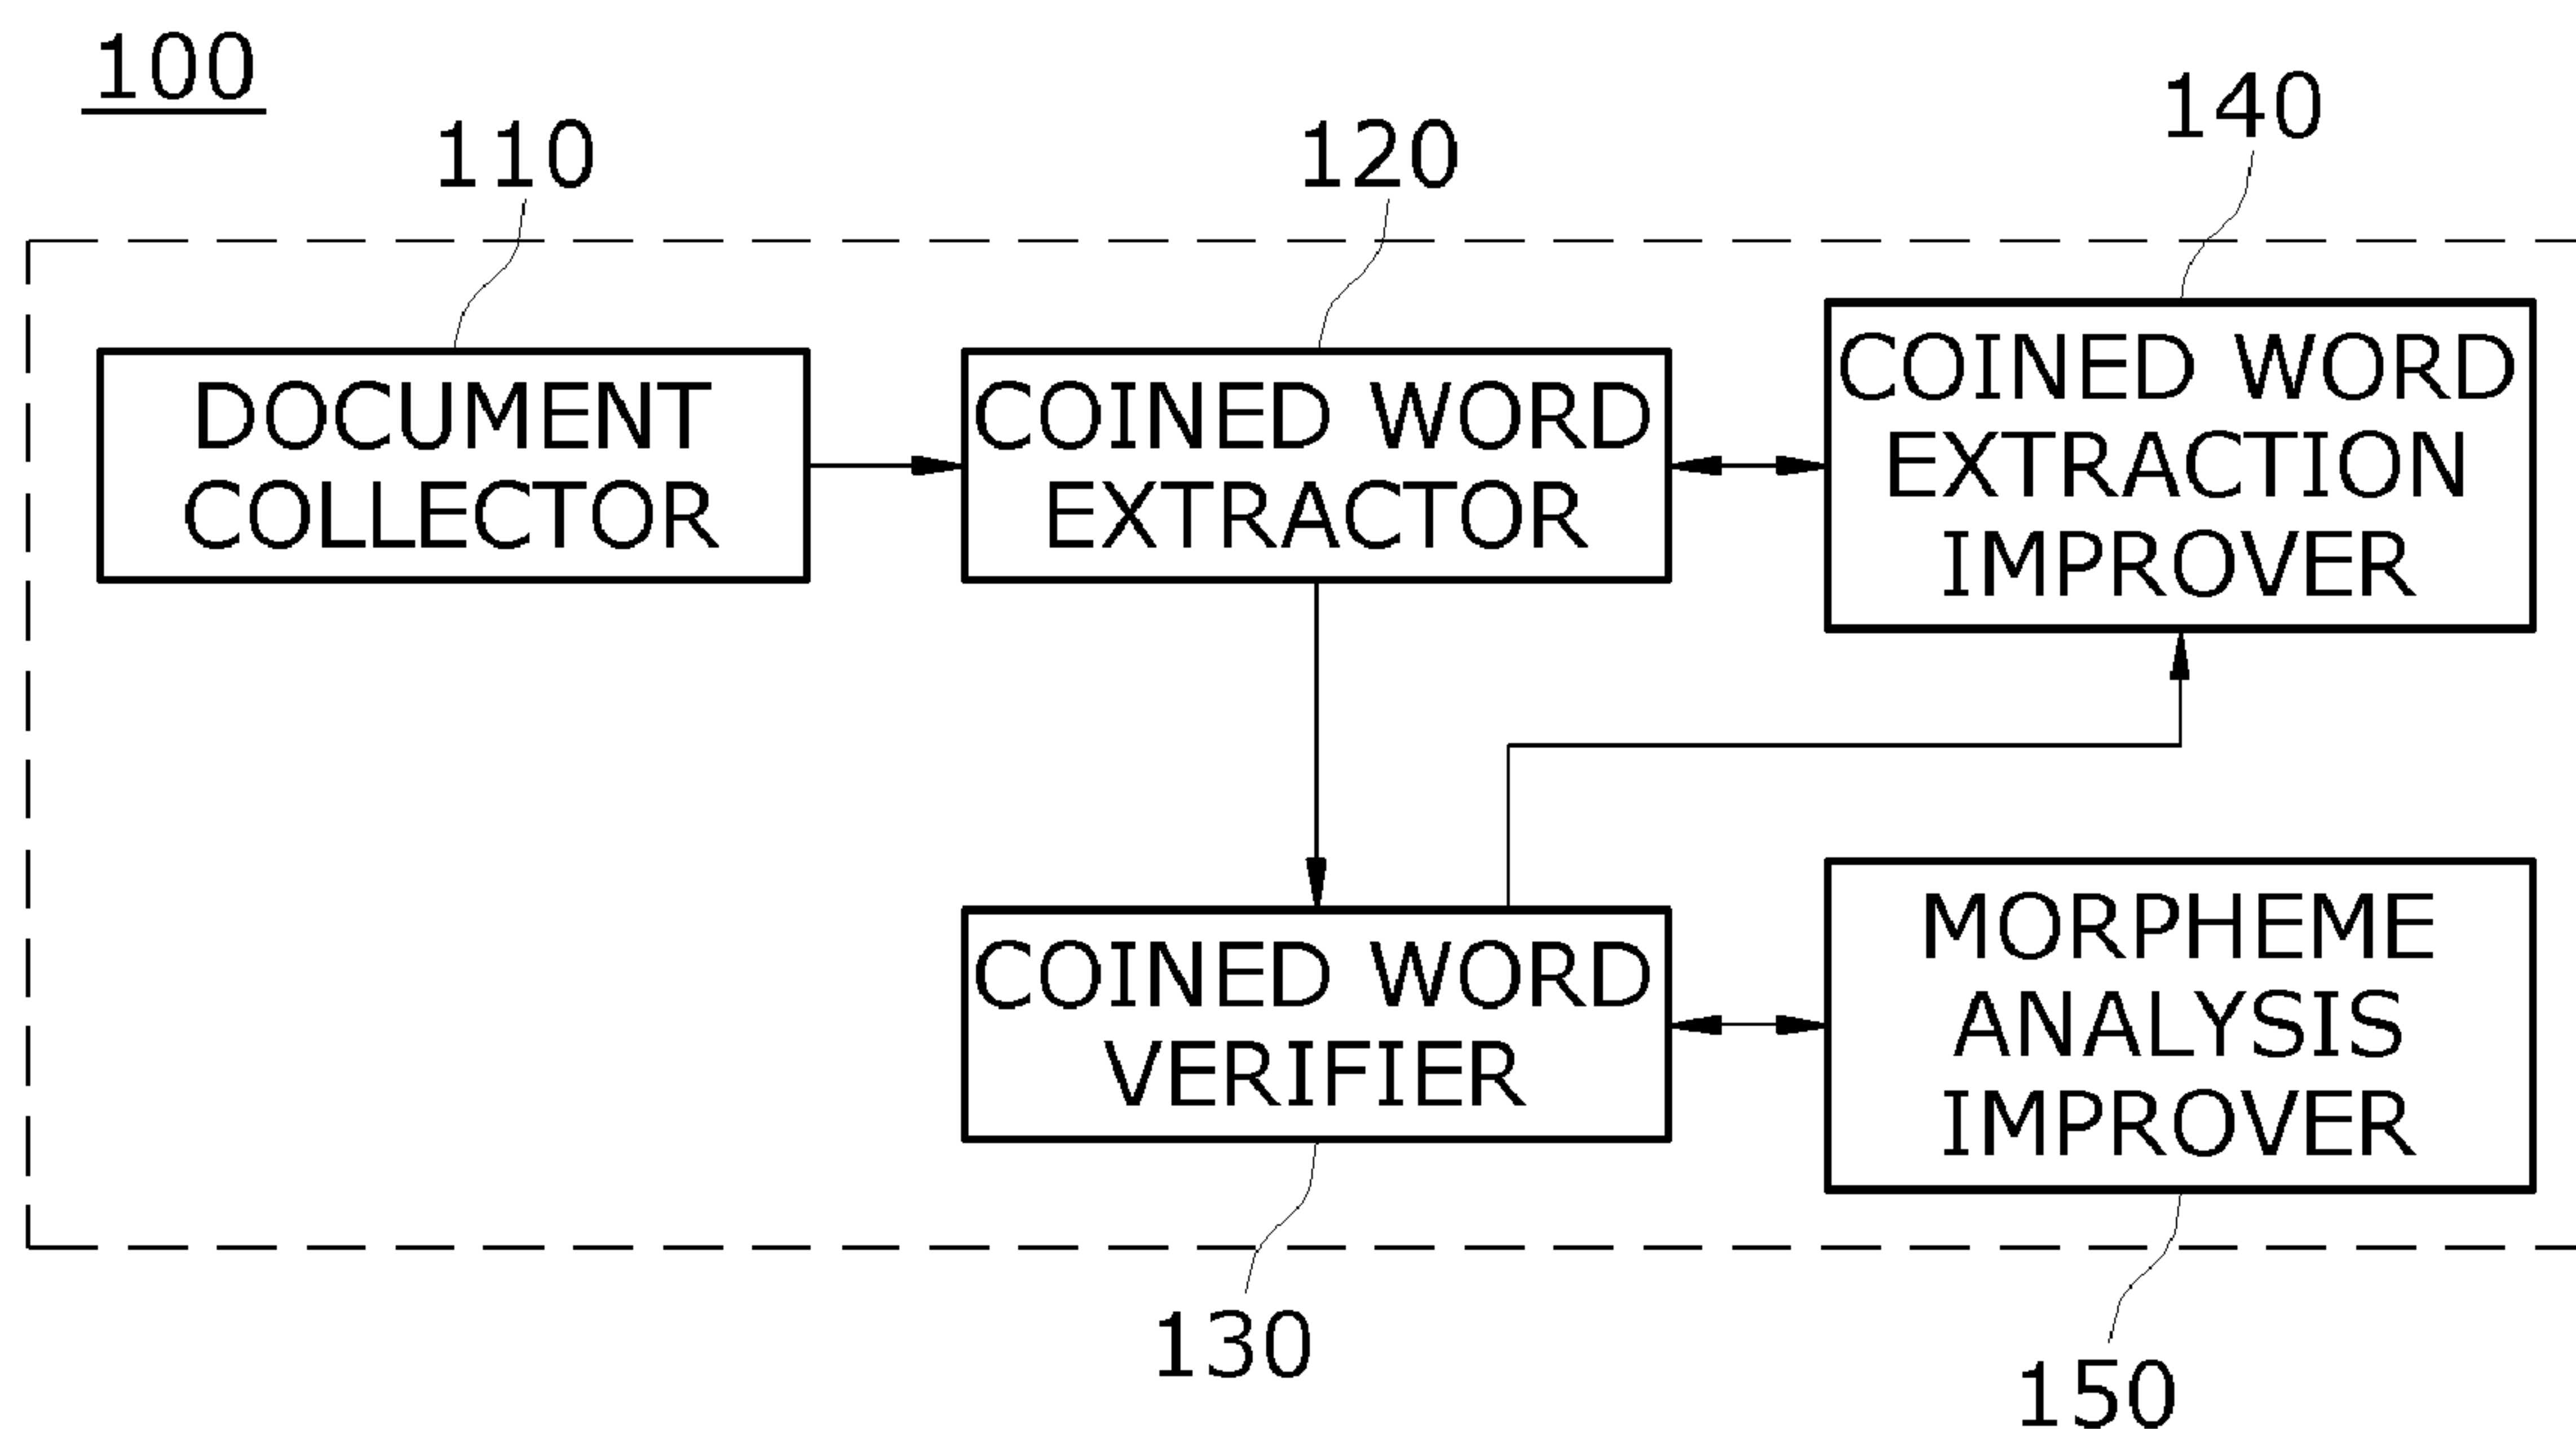 100
110
120
140
DOCUMENT
COLLECTOR
COINED WORD
EXTRACTOR
COINED WORD
EXTRACTION
IMPROVER
COINED WORD
VERIFIER
MORPHEME
ANALYSIS
IMPROVER
130
150